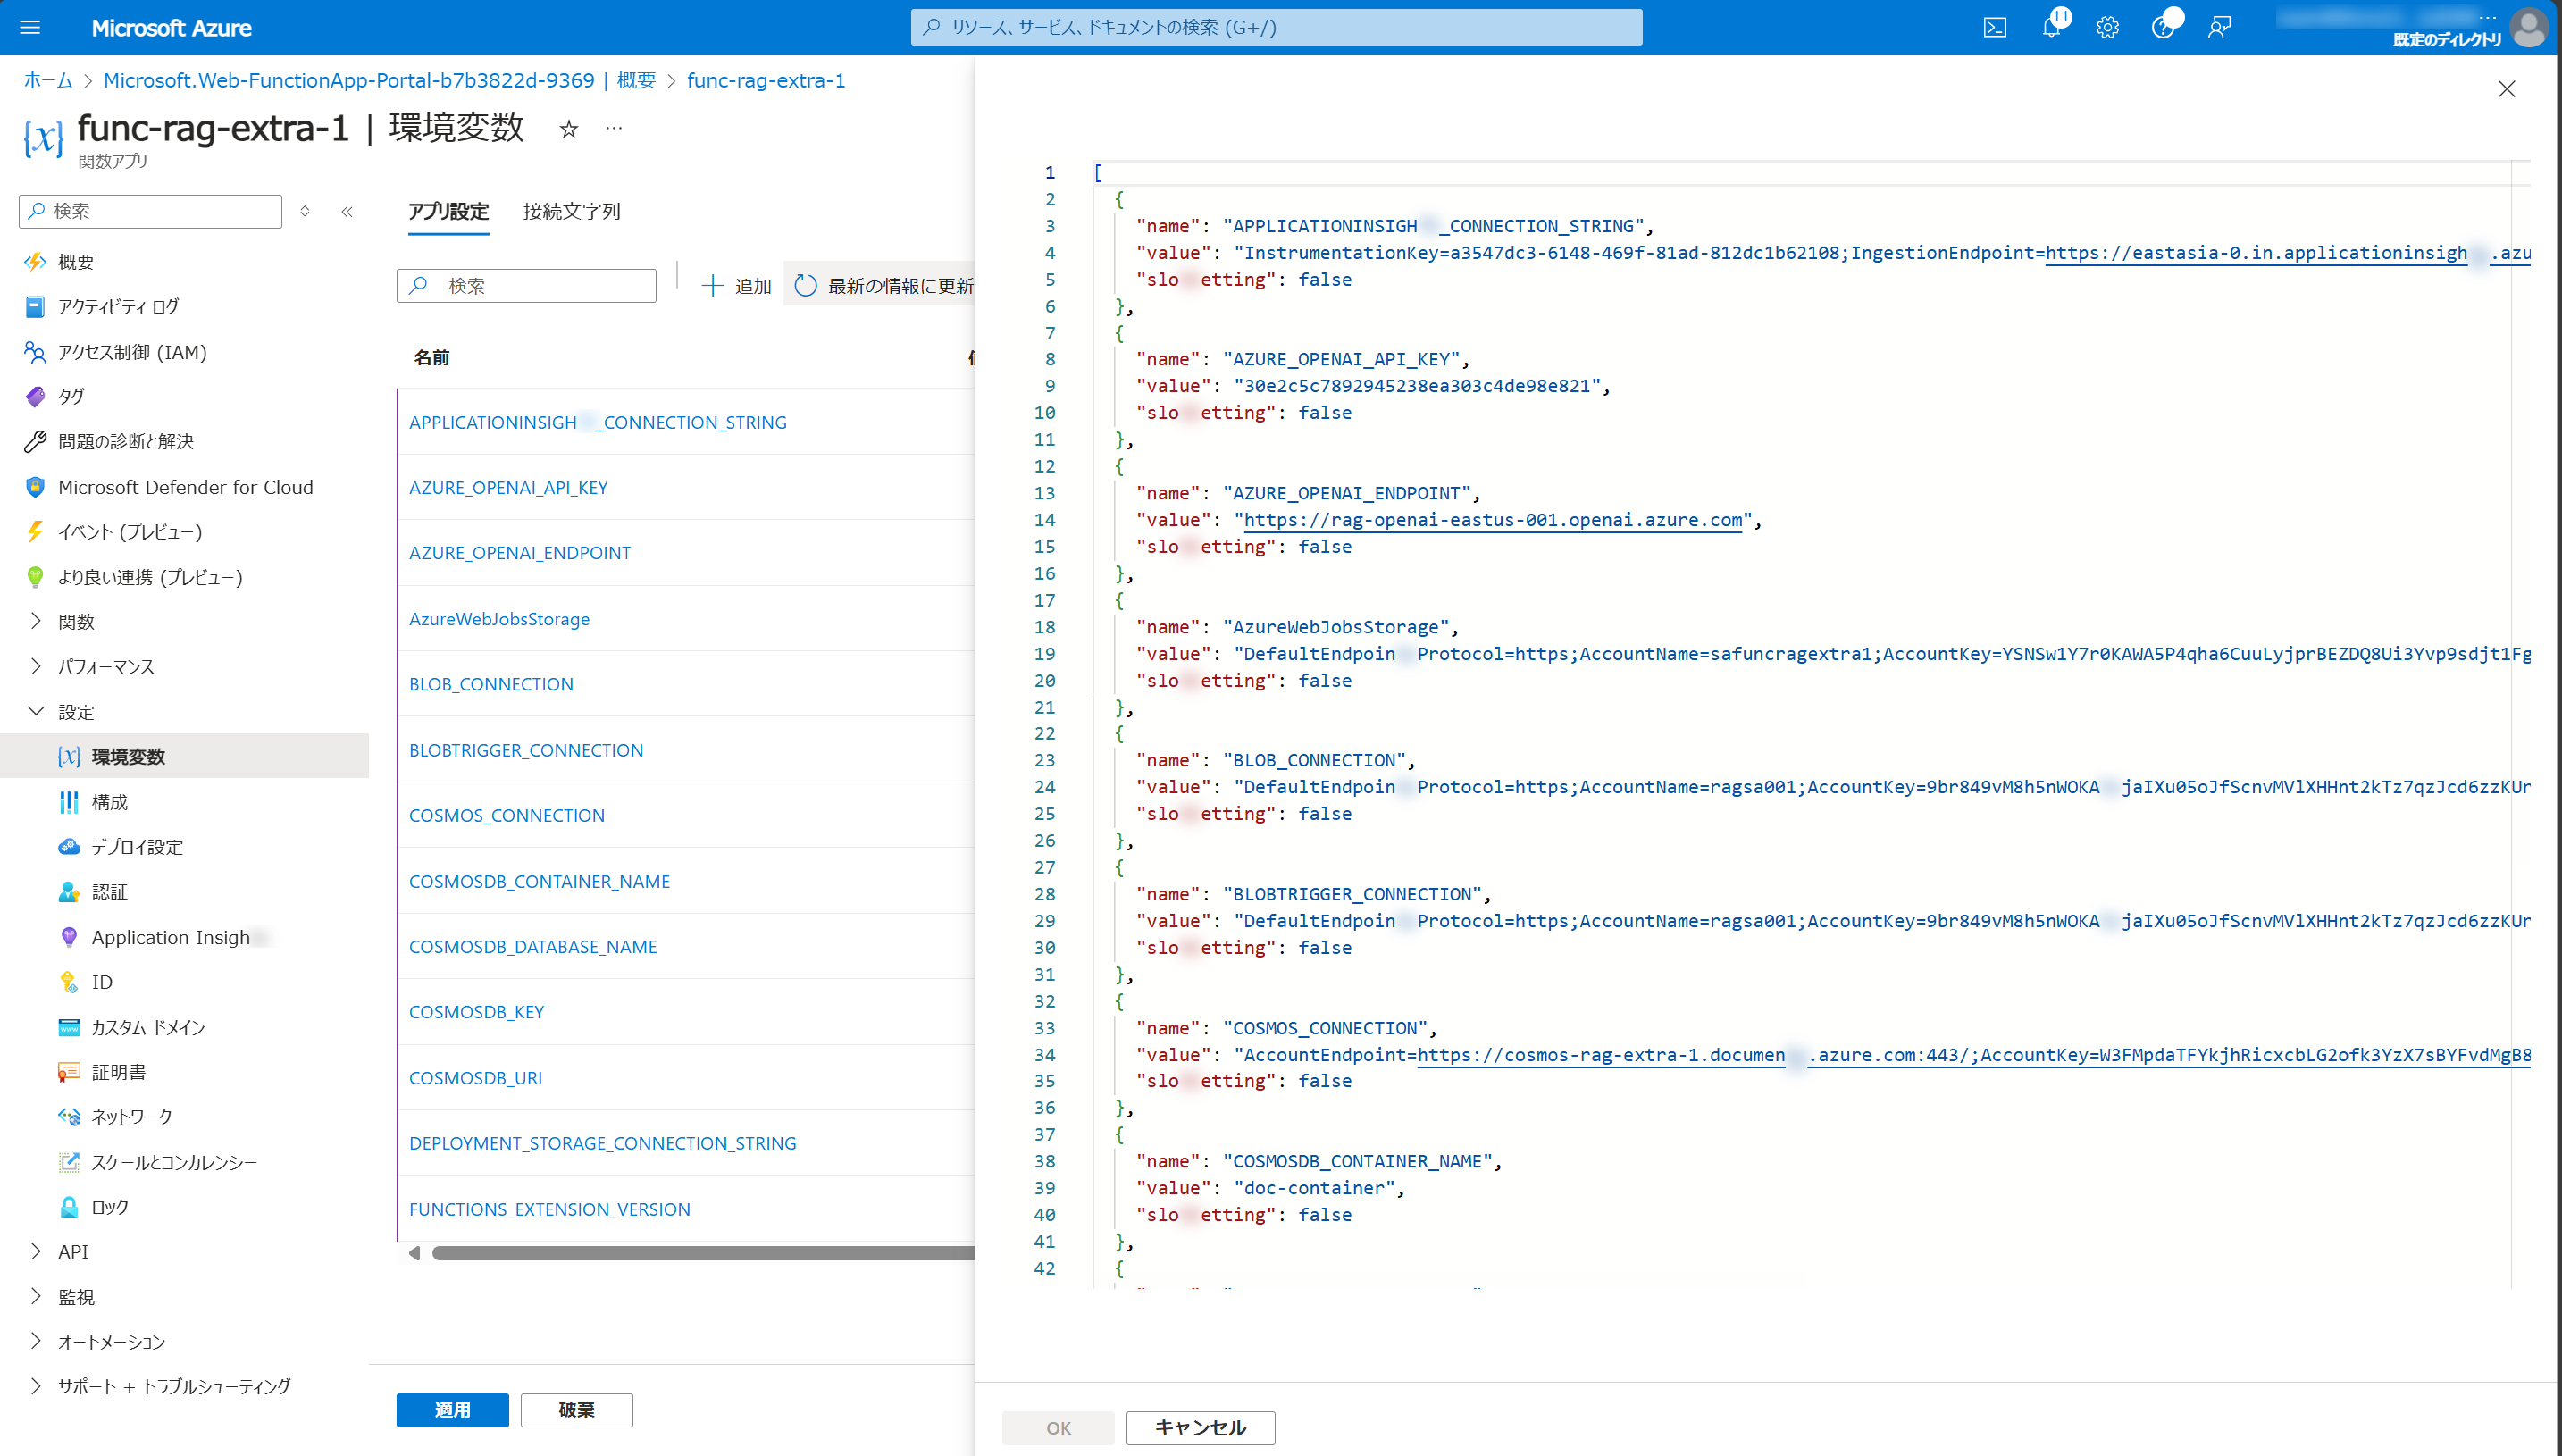 Microsoft Azure
リソース、サービス、ドキュメントの検索 (G+/)
11
既定のディレクトリ
ホーム > Microsoft.Web-FunctionApp-Portal-b7b3822d-9369 | 概要 > func-rag-extra-1
func-rag-extra-1 | 環境変数
関数アプリ
検索
概要
アクティビティ ログ
アクセス制御 (IAM)
タグ
問題の診断と解決
Microsoft Defender for Cloud
イベント (プレビュー)
より良い連携 (プレビュー)
関数
パフォーマンス
設定
環境変数
構成
デプロイ設定
認証
Application Insigh
ID
カスタム ドメイン
証明書
ネットワーク
スケールとコンカレンシー
ロック
API
監視
オートメーション
サポート + トラブルシューティング
アプリ設定 接続文字列
検索
追加
最新の情報に更新
名前
APPLICATIONINSIGH _CONNECTION_STRING
AZURE_OPENAI_API_KEY
AZURE_OPENAI_ENDPOINT
AzureWebJobsStorage
BLOB_CONNECTION
BLOBTRIGGER_CONNECTION
COSMOS_CONNECTION
COSMOSDB_CONTAINER_NAME
COSMOSDB_DATABASE_NAME
COSMOSDB_KEY
COSMOSDB_URI
DEPLOYMENT_STORAGE_CONNECTION_STRING
FUNCTIONS_EXTENSION_VERSION
適用 破棄
1 [
2 {
3 "name": "APPLICATIONINSIGH _CONNECTION_STRING",
4 "value": "InstrumentationKey=a3547dc3-6148-469f-81ad-812dc1b62108;IngestionEndpoint=https://eastasia-0.in.applicationinsigh .azu
5 "slo etting": false
6 },
7 {
8 "name": "AZURE_OPENAI_API_KEY",
9 "value": "30e2c5c7892945238ea303c4de98e821",
10 "slo etting": false
11 },
12 {
13 "name": "AZURE_OPENAI_ENDPOINT",
14 "value": "https://rag-openai-eastus-001.openai.azure.com",
15 "slo etting": false
16 },
17 {
18 "name": "AzureWebJobsStorage",
19 "value": "DefaultEndpoin Protocol=https;AccountName=safuncragextra1;AccountKey=YSNSw1Y7r0KAWA5P4qha6CuuLyjprBEZDQ8Ui3Yvp9sdjt1Fg
20 "slo etting": false
21 },
22 {
23 "name": "BLOB_CONNECTION",
24 "value": "DefaultEndpoin Protocol=https;AccountName=ragsa001;AccountKey=9br849vM8h5nWOKA jaIXu05oJfScnvMVlXHHnt2kTz7qzJcd6zzKUr
25 "slo etting": false
26 },
27 {
28 "name": "BLOBTRIGGER_CONNECTION",
29 "value": "DefaultEndpoin Protocol=https;AccountName=ragsa001;AccountKey=9br849vM8h5nWOKA jaIXu05oJfScnvMVlXHHnt2kTz7qzJcd6zzKUr
30 "slo etting": false
31 },
32 {
33 "name": "COSMOS_CONNECTION",
34 "value": "AccountEndpoint=https://cosmos-rag-extra-1.documen .azure.com:443/;AccountKey=W3FMpdaTFYkjhRicxcbLG2ofk3YzX7sBYFvdMgB8
35 "slo etting": false
36 },
37 {
38 "name": "COSMOSDB_CONTAINER_NAME",
39 "value": "doc-container",
40 "slo etting": false
41 },
42 {
OK キャンセル